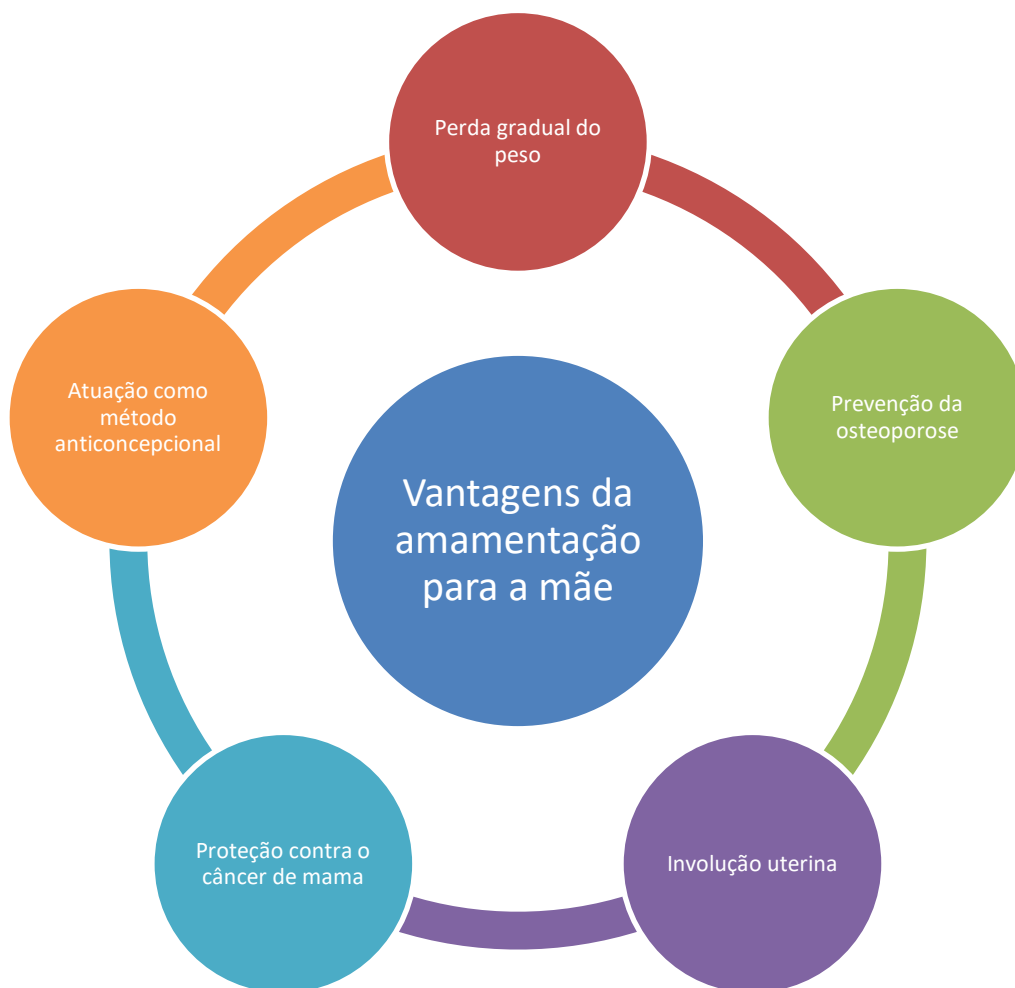 Perda gradual do
peso
Prevenção da
osteoporose
Involução uterina
Proteção contra o
câncer de mama
Atuação como
método
anticoncepcional
Vantagens da
amamentação
para a mãe